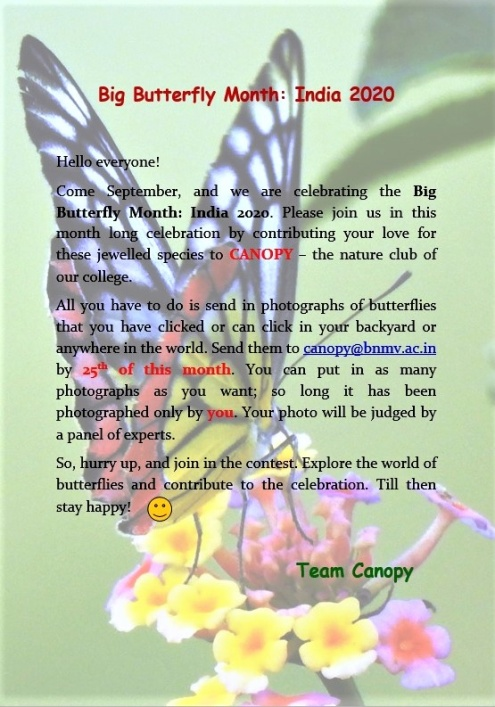 Big Butterfly Month: India 2020
Hello everyone!
Come September, and we are celebrating the Big
Butterfly Month: India 2020. Please join us in this
month long celebration by contributing your love for
these jewelled species to CANOPY – the nature club of
our college.
All you have to do is send in photographs of butterflies
that you have clicked or can click in your backyard or
anywhere in the world. Send them to canopy@bnmv.ac.in
by 25th of this month. You can put in as many
photographs as you want; so long it has been
photographed only by you. Your photo will be judged by
a panel of experts.
So, hurry up, and join in the contest. Explore the world of
butterflies and contribute to the celebration. Till then
stay happy!
Team Canopy